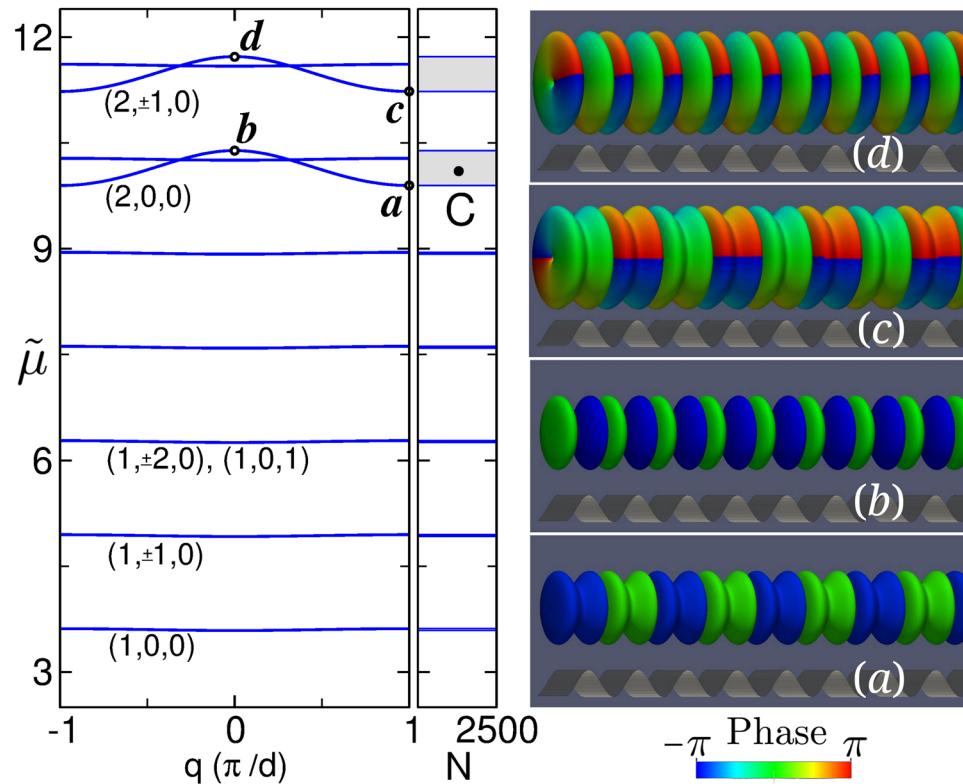 12
d
(2,±1,0)
c
b
(2,0,0)
a
C
9
μ̃
6
(1,±2,0), (1,0,1)
(1,±1,0)
(1,0,0)
3
-1 0 1 2500
q (π/d) N
(d)
(c)
(b)
(a)
-π Phase π